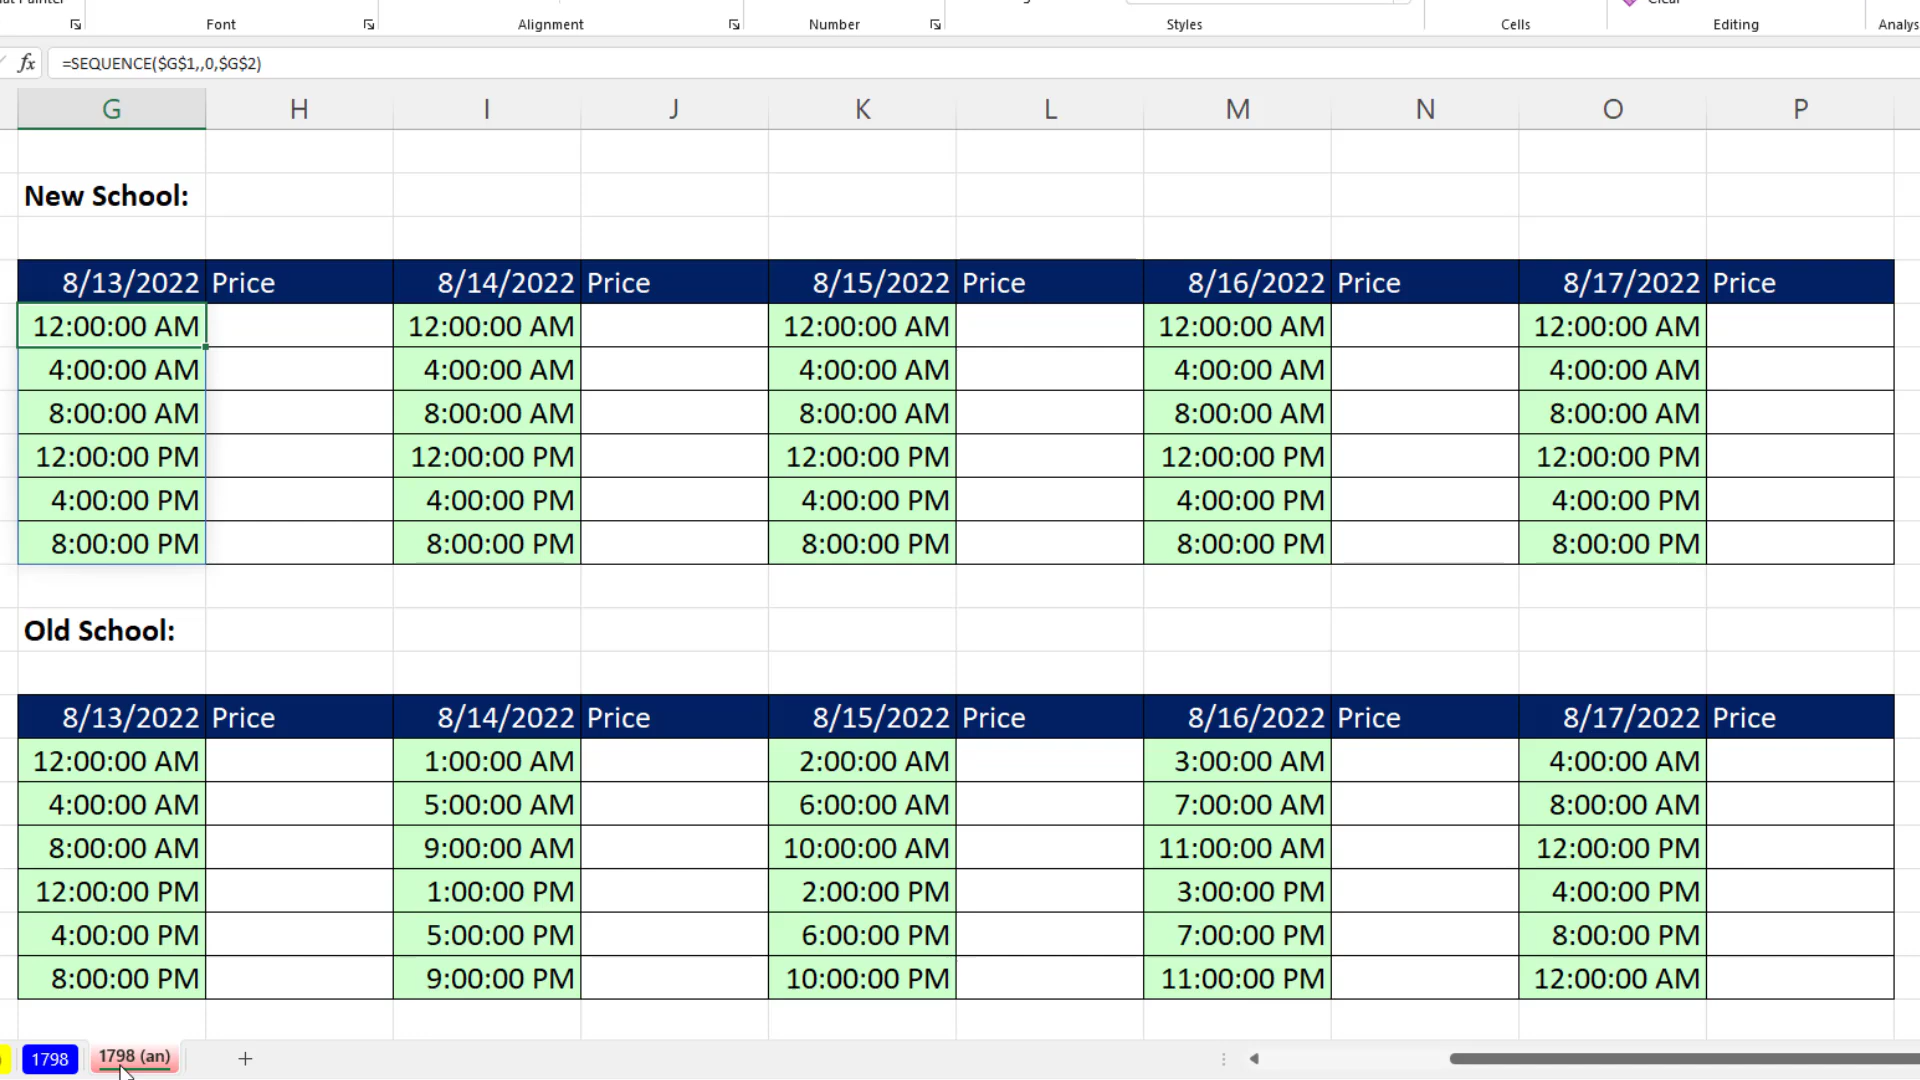 Clear
Font Alignment Number Styles Cells Editing
fx =SEQUENCE($G$1,,0,$G$2)
G H I J K L M N O P
New School:
8/13/2022 Price 8/14/2022 Price 8/15/2022 Price 8/16/2022 Price 8/17/2022 Price
12:00:00 AM 12:00:00 AM 12:00:00 AM 12:00:00 AM 12:00:00 AM
4:00:00 AM 4:00:00 AM 4:00:00 AM 4:00:00 AM 4:00:00 AM
8:00:00 AM 8:00:00 AM 8:00:00 AM 8:00:00 AM 8:00:00 AM
12:00:00 PM 12:00:00 PM 12:00:00 PM 12:00:00 PM 12:00:00 PM
4:00:00 PM 4:00:00 PM 4:00:00 PM 4:00:00 PM 4:00:00 PM
8:00:00 PM 8:00:00 PM 8:00:00 PM 8:00:00 PM 8:00:00 PM
Old School:
8/13/2022 Price 8/14/2022 Price 8/15/2022 Price 8/16/2022 Price 8/17/2022 Price
12:00:00 AM 1:00:00 AM 2:00:00 AM 3:00:00 AM 4:00:00 AM
4:00:00 AM 5:00:00 AM 6:00:00 AM 7:00:00 AM 8:00:00 AM
8:00:00 AM 9:00:00 AM 10:00:00 AM 11:00:00 AM 12:00:00 PM
12:00:00 PM 1:00:00 PM 2:00:00 PM 3:00:00 PM 4:00:00 PM
4:00:00 PM 5:00:00 PM 6:00:00 PM 7:00:00 PM 8:00:00 PM
8:00:00 PM 9:00:00 PM 10:00:00 PM 11:00:00 PM 12:00:00 AM
1798 1798 (an)